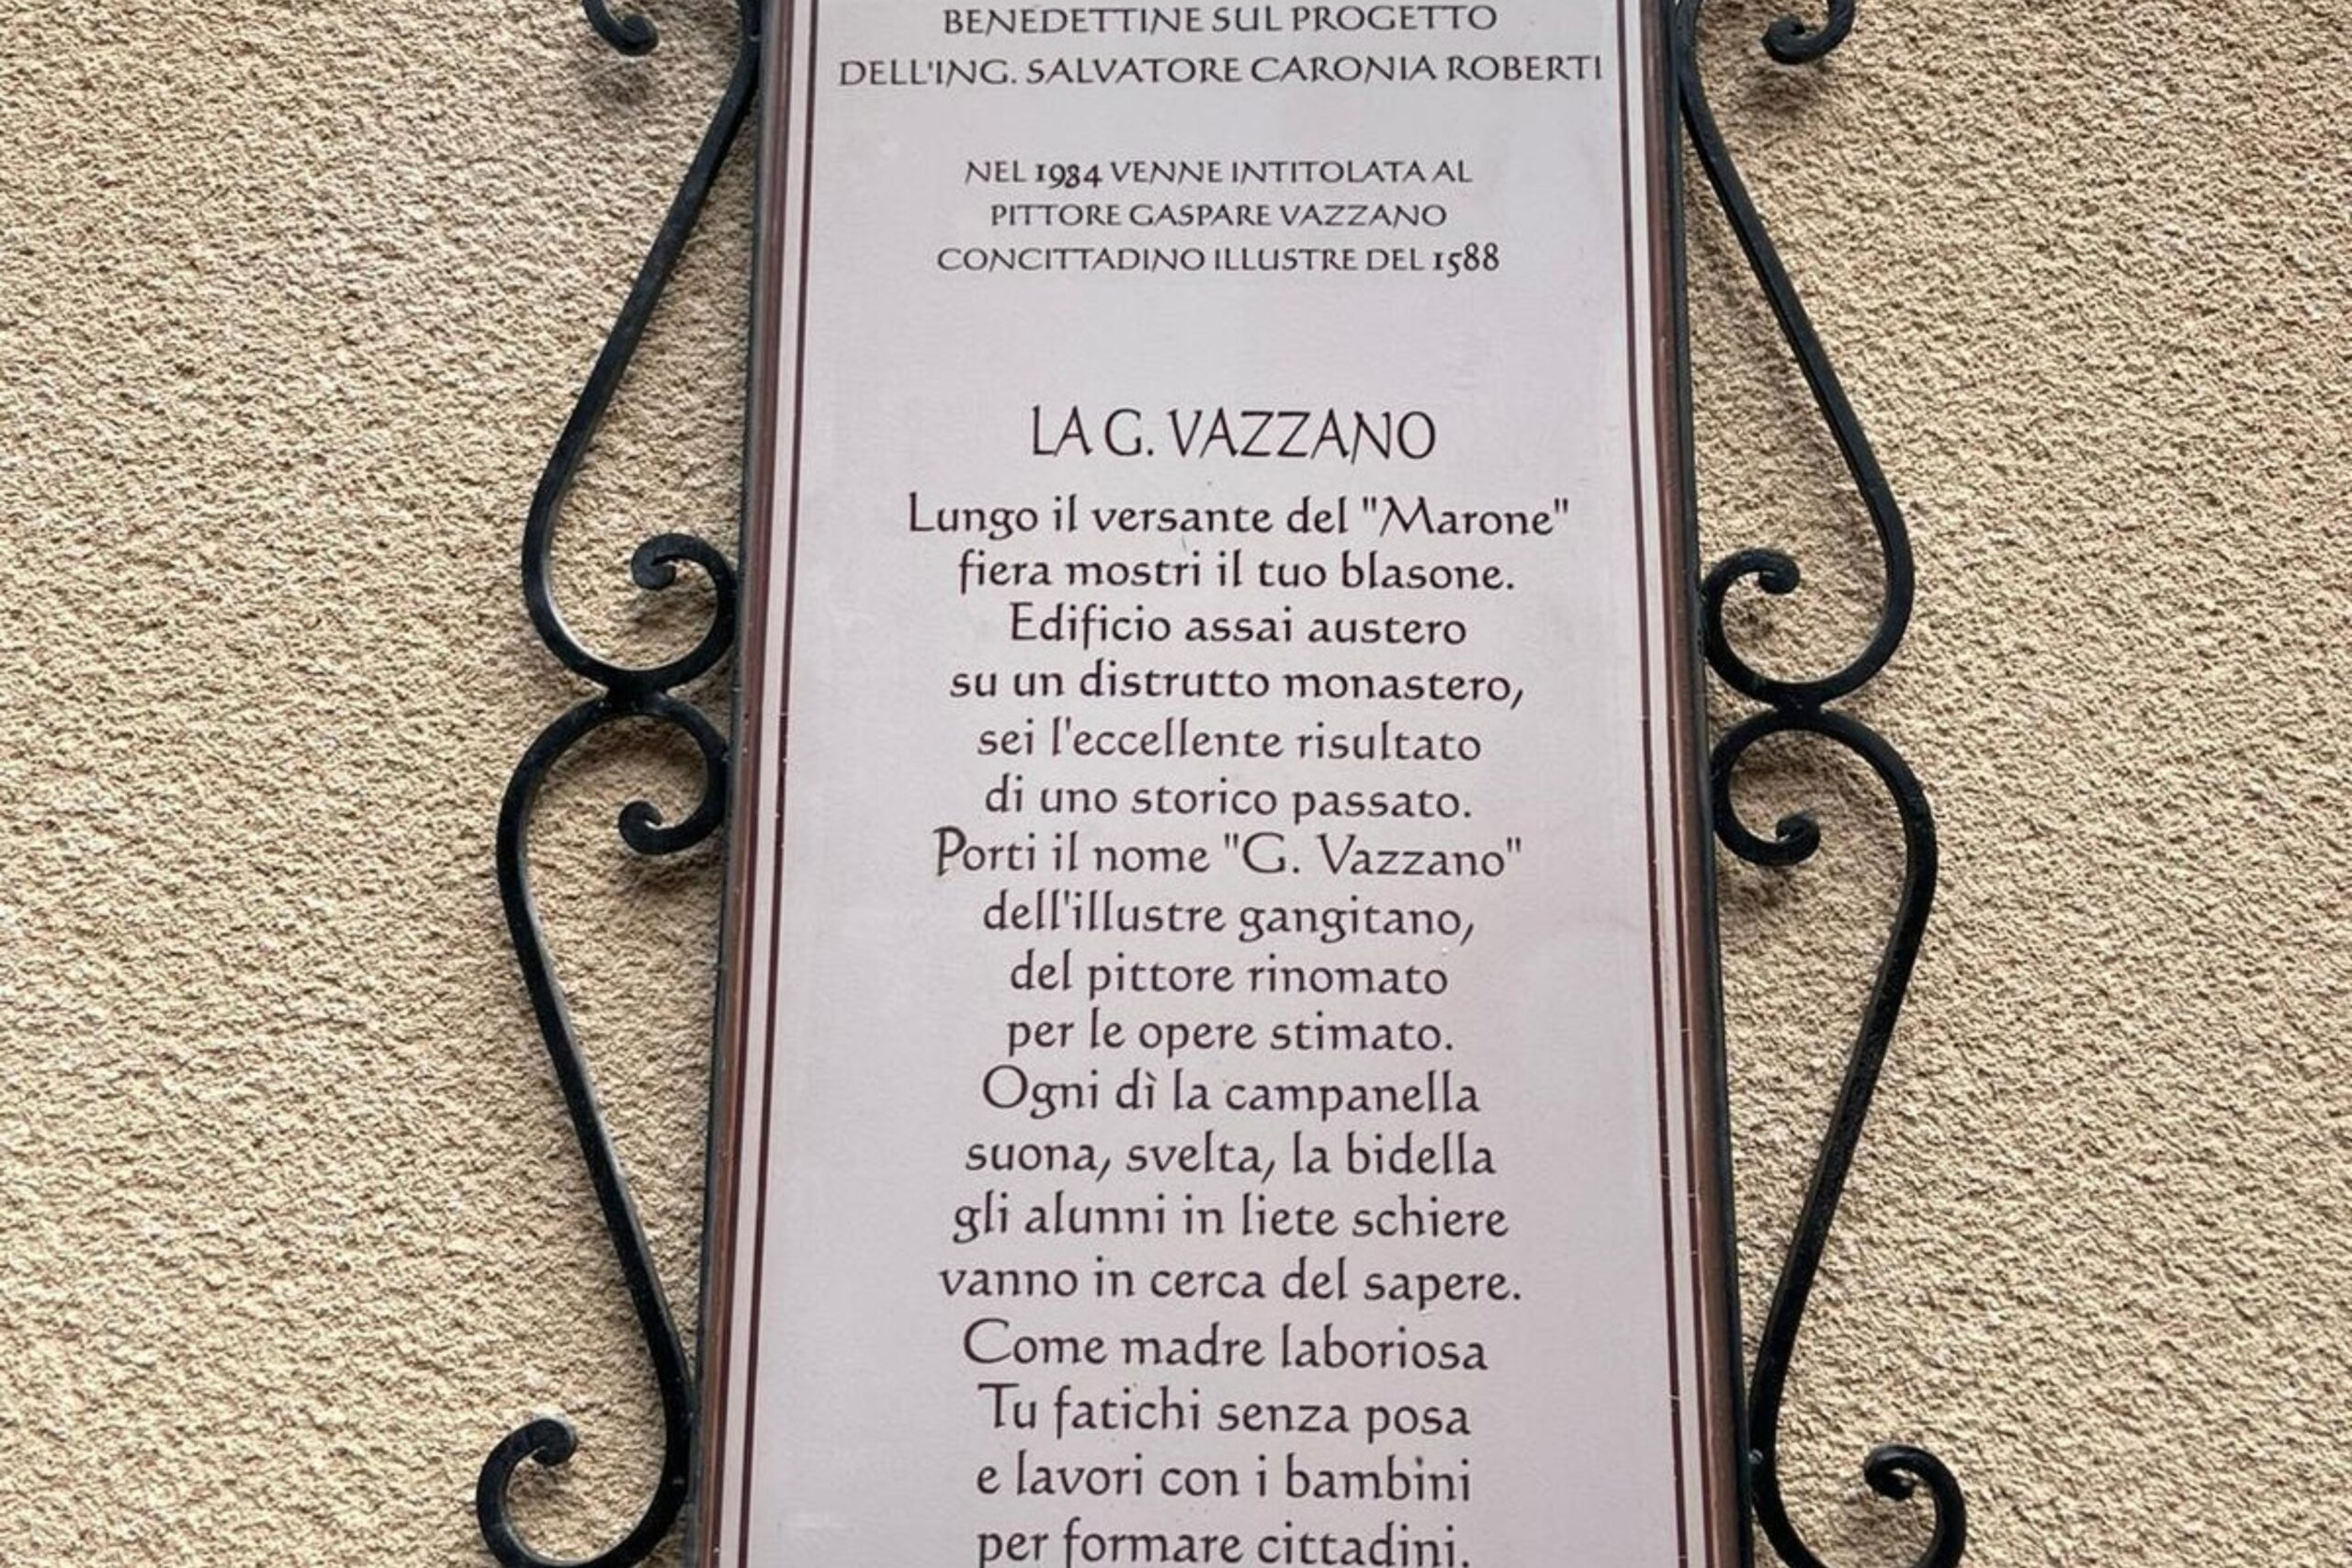 BENEDETTINE SUL PROGETTO
DELL'ING. SALVATORE CARONIA ROBERTI
NEL 1934 VENNE INTITOLATA AL
PITTORE GASPARE VAZZANO
CONCITTADINO ILLUSTRE DEL 1588
LA G. VAZZANO
Lungo il versante del "Marone"
fiera mostri il tuo blasone.
Edificio assai austero
su un distrutto monastero,
sei l'eccellente risultato
di uno storico passato.
Porti il nome "G. Vazzano"
dell'illustre gangitano,
del pittore rinomato
per le opere stimato.
Ogni dì la campanella
suona, svelta, la bidella
gli alunni in liete schiere
vanno in cerca del sapere.
Come madre laboriosa
Tu fatichi senza posa
e lavori con i bambini
per formare cittadini.